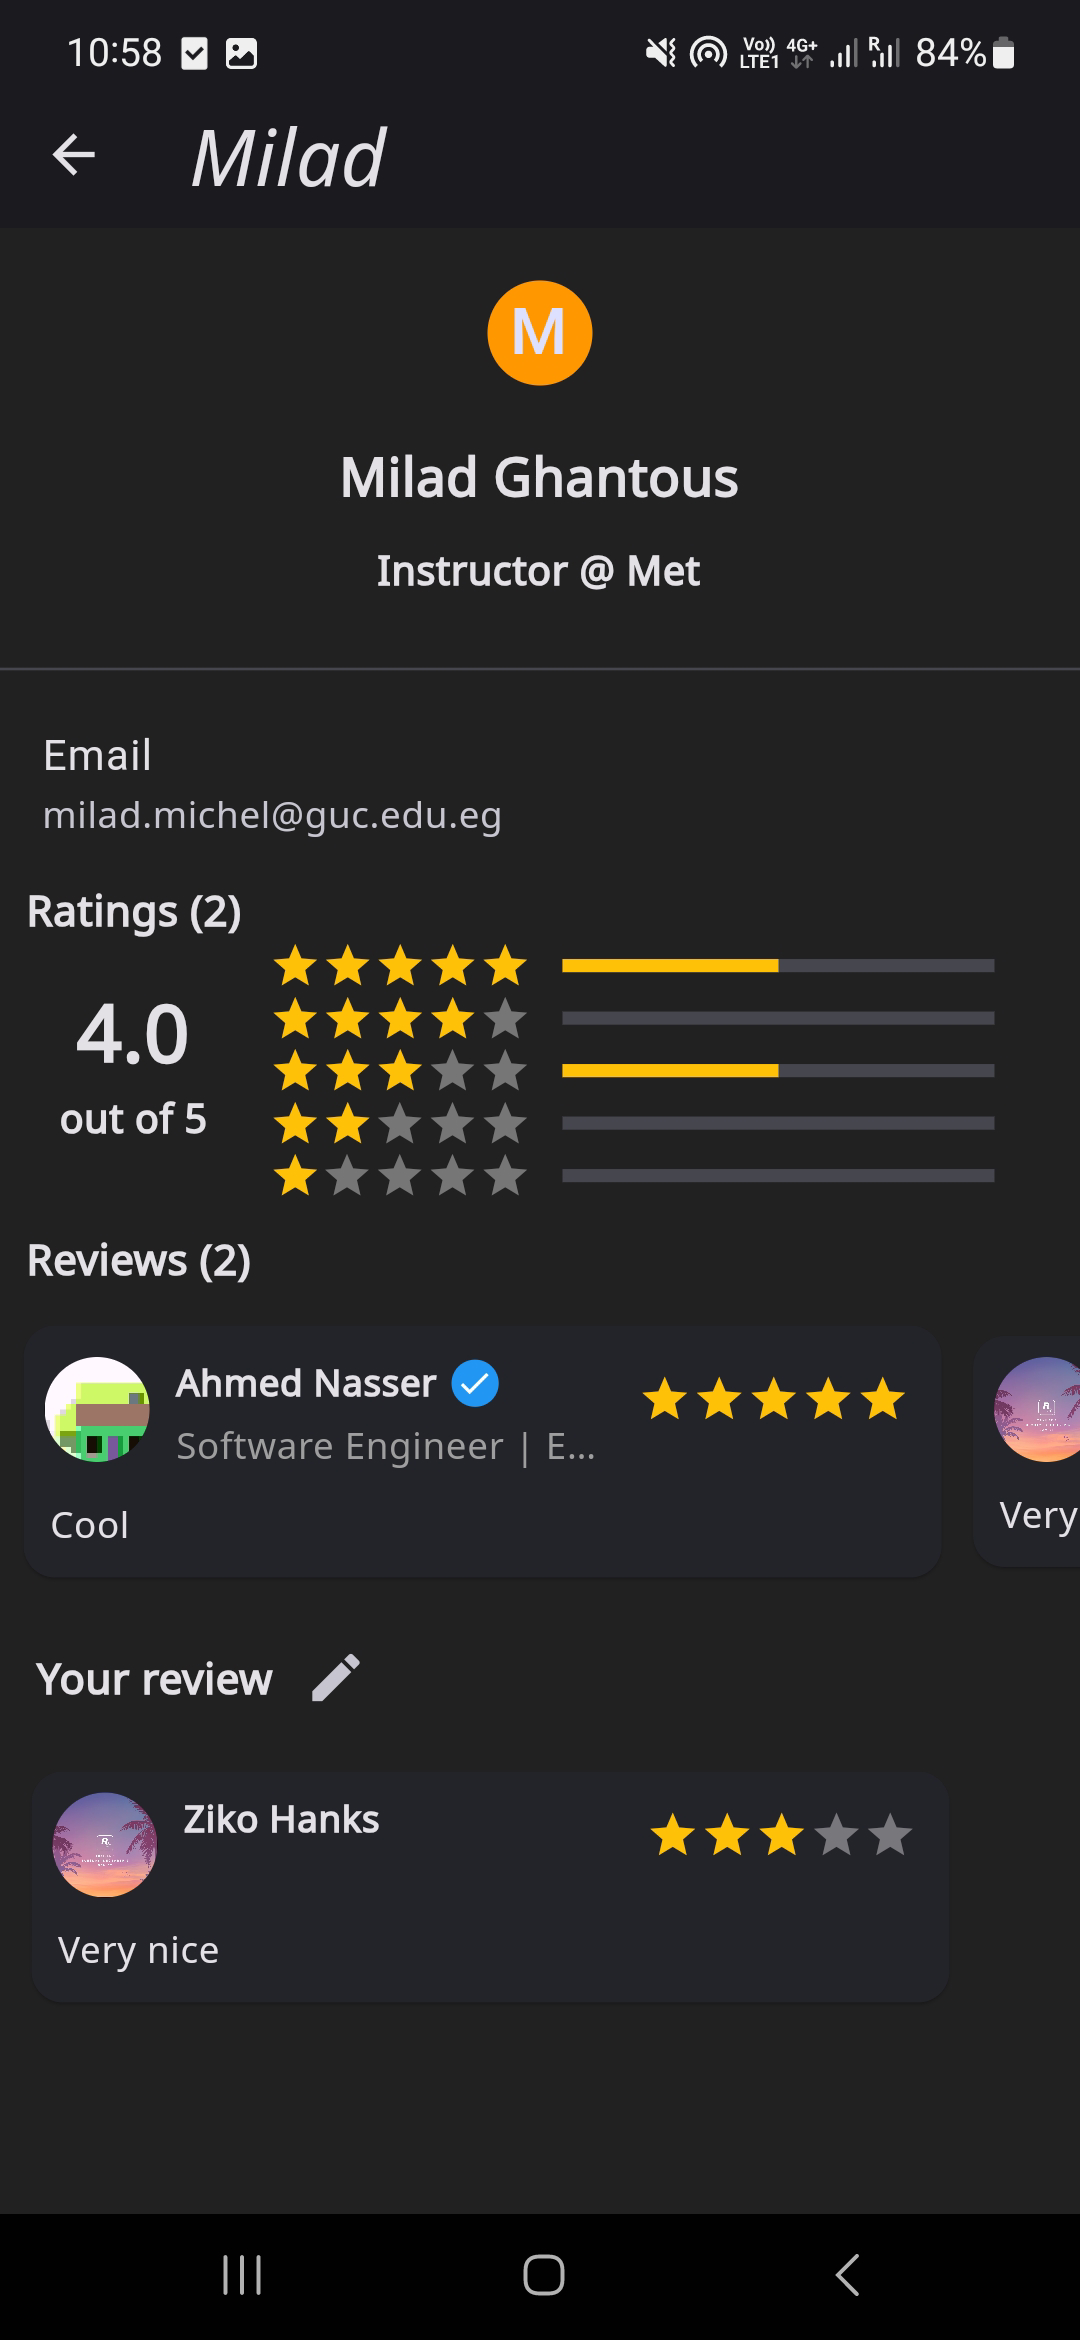 10:58
Vo)) LTE1 4G+ R 84%
Milad
M
Milad Ghantous
Instructor @ Met
Email
milad.michel@guc.edu.eg
Ratings (2)
4.0
out of 5
Reviews (2)
Ahmed Nasser
Software Engineer | E...
Cool
Very
Your review
Ziko Hanks
Very nice